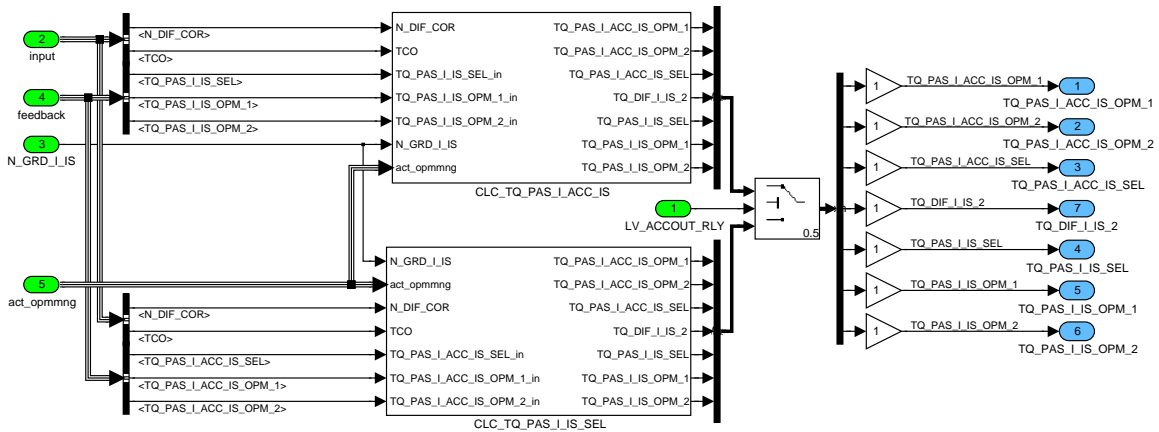 2
input
4
feedback
3
N_GRD_I_IS
5
act_opmmng
<N_DIF_COR>
<TCO>
<TQ_PAS_I_IS_SEL>
<TQ_PAS_I_IS_OPM_1>
<TQ_PAS_I_IS_OPM_2>
N_DIF_COR
TCO
TQ_PAS_I_IS_SEL_in
TQ_PAS_I_IS_OPM_1_in
TQ_PAS_I_IS_OPM_2_in
N_GRD_I_IS
act_opmmng
TQ_PAS_I_ACC_IS_OPM_1
TQ_PAS_I_ACC_IS_OPM_2
TQ_PAS_I_ACC_IS_SEL
TQ_DIF_I_IS_2
TQ_PAS_I_IS_SEL
TQ_PAS_I_IS_OPM_1
TQ_PAS_I_IS_OPM_2
CLC_TQ_PAS_I_ACC_IS
1
LV_ACCOUT_RLY
0.5
<N_DIF_COR>
<TCO>
<TQ_PAS_I_ACC_IS_SEL>
<TQ_PAS_I_ACC_IS_OPM_1>
<TQ_PAS_I_ACC_IS_OPM_2>
N_GRD_I_IS
act_opmmng
N_DIF_COR
TCO
TQ_PAS_I_ACC_IS_SEL_in
TQ_PAS_I_ACC_IS_OPM_1_in
TQ_PAS_I_ACC_IS_OPM_2_in
TQ_PAS_I_ACC_IS_OPM_1
TQ_PAS_I_ACC_IS_OPM_2
TQ_PAS_I_ACC_IS_SEL
TQ_DIF_I_IS_2
TQ_PAS_I_IS_SEL
TQ_PAS_I_IS_OPM_1
TQ_PAS_I_IS_OPM_2
CLC_TQ_PAS_I_IS_SEL
1
TQ_PAS_I_ACC_IS_OPM_1
1
TQ_PAS_I_ACC_IS_OPM_1
1
TQ_PAS_I_ACC_IS_OPM_2
2
TQ_PAS_I_ACC_IS_OPM_2
1
TQ_PAS_I_ACC_IS_SEL
3
TQ_PAS_I_ACC_IS_SEL
1
TQ_DIF_I_IS_2
7
TQ_DIF_I_IS_2
1
TQ_PAS_I_IS_SEL
4
TQ_PAS_I_IS_SEL
1
TQ_PAS_I_IS_OPM_1
5
TQ_PAS_I_IS_OPM_1
1
TQ_PAS_I_IS_OPM_2
6
TQ_PAS_I_IS_OPM_2